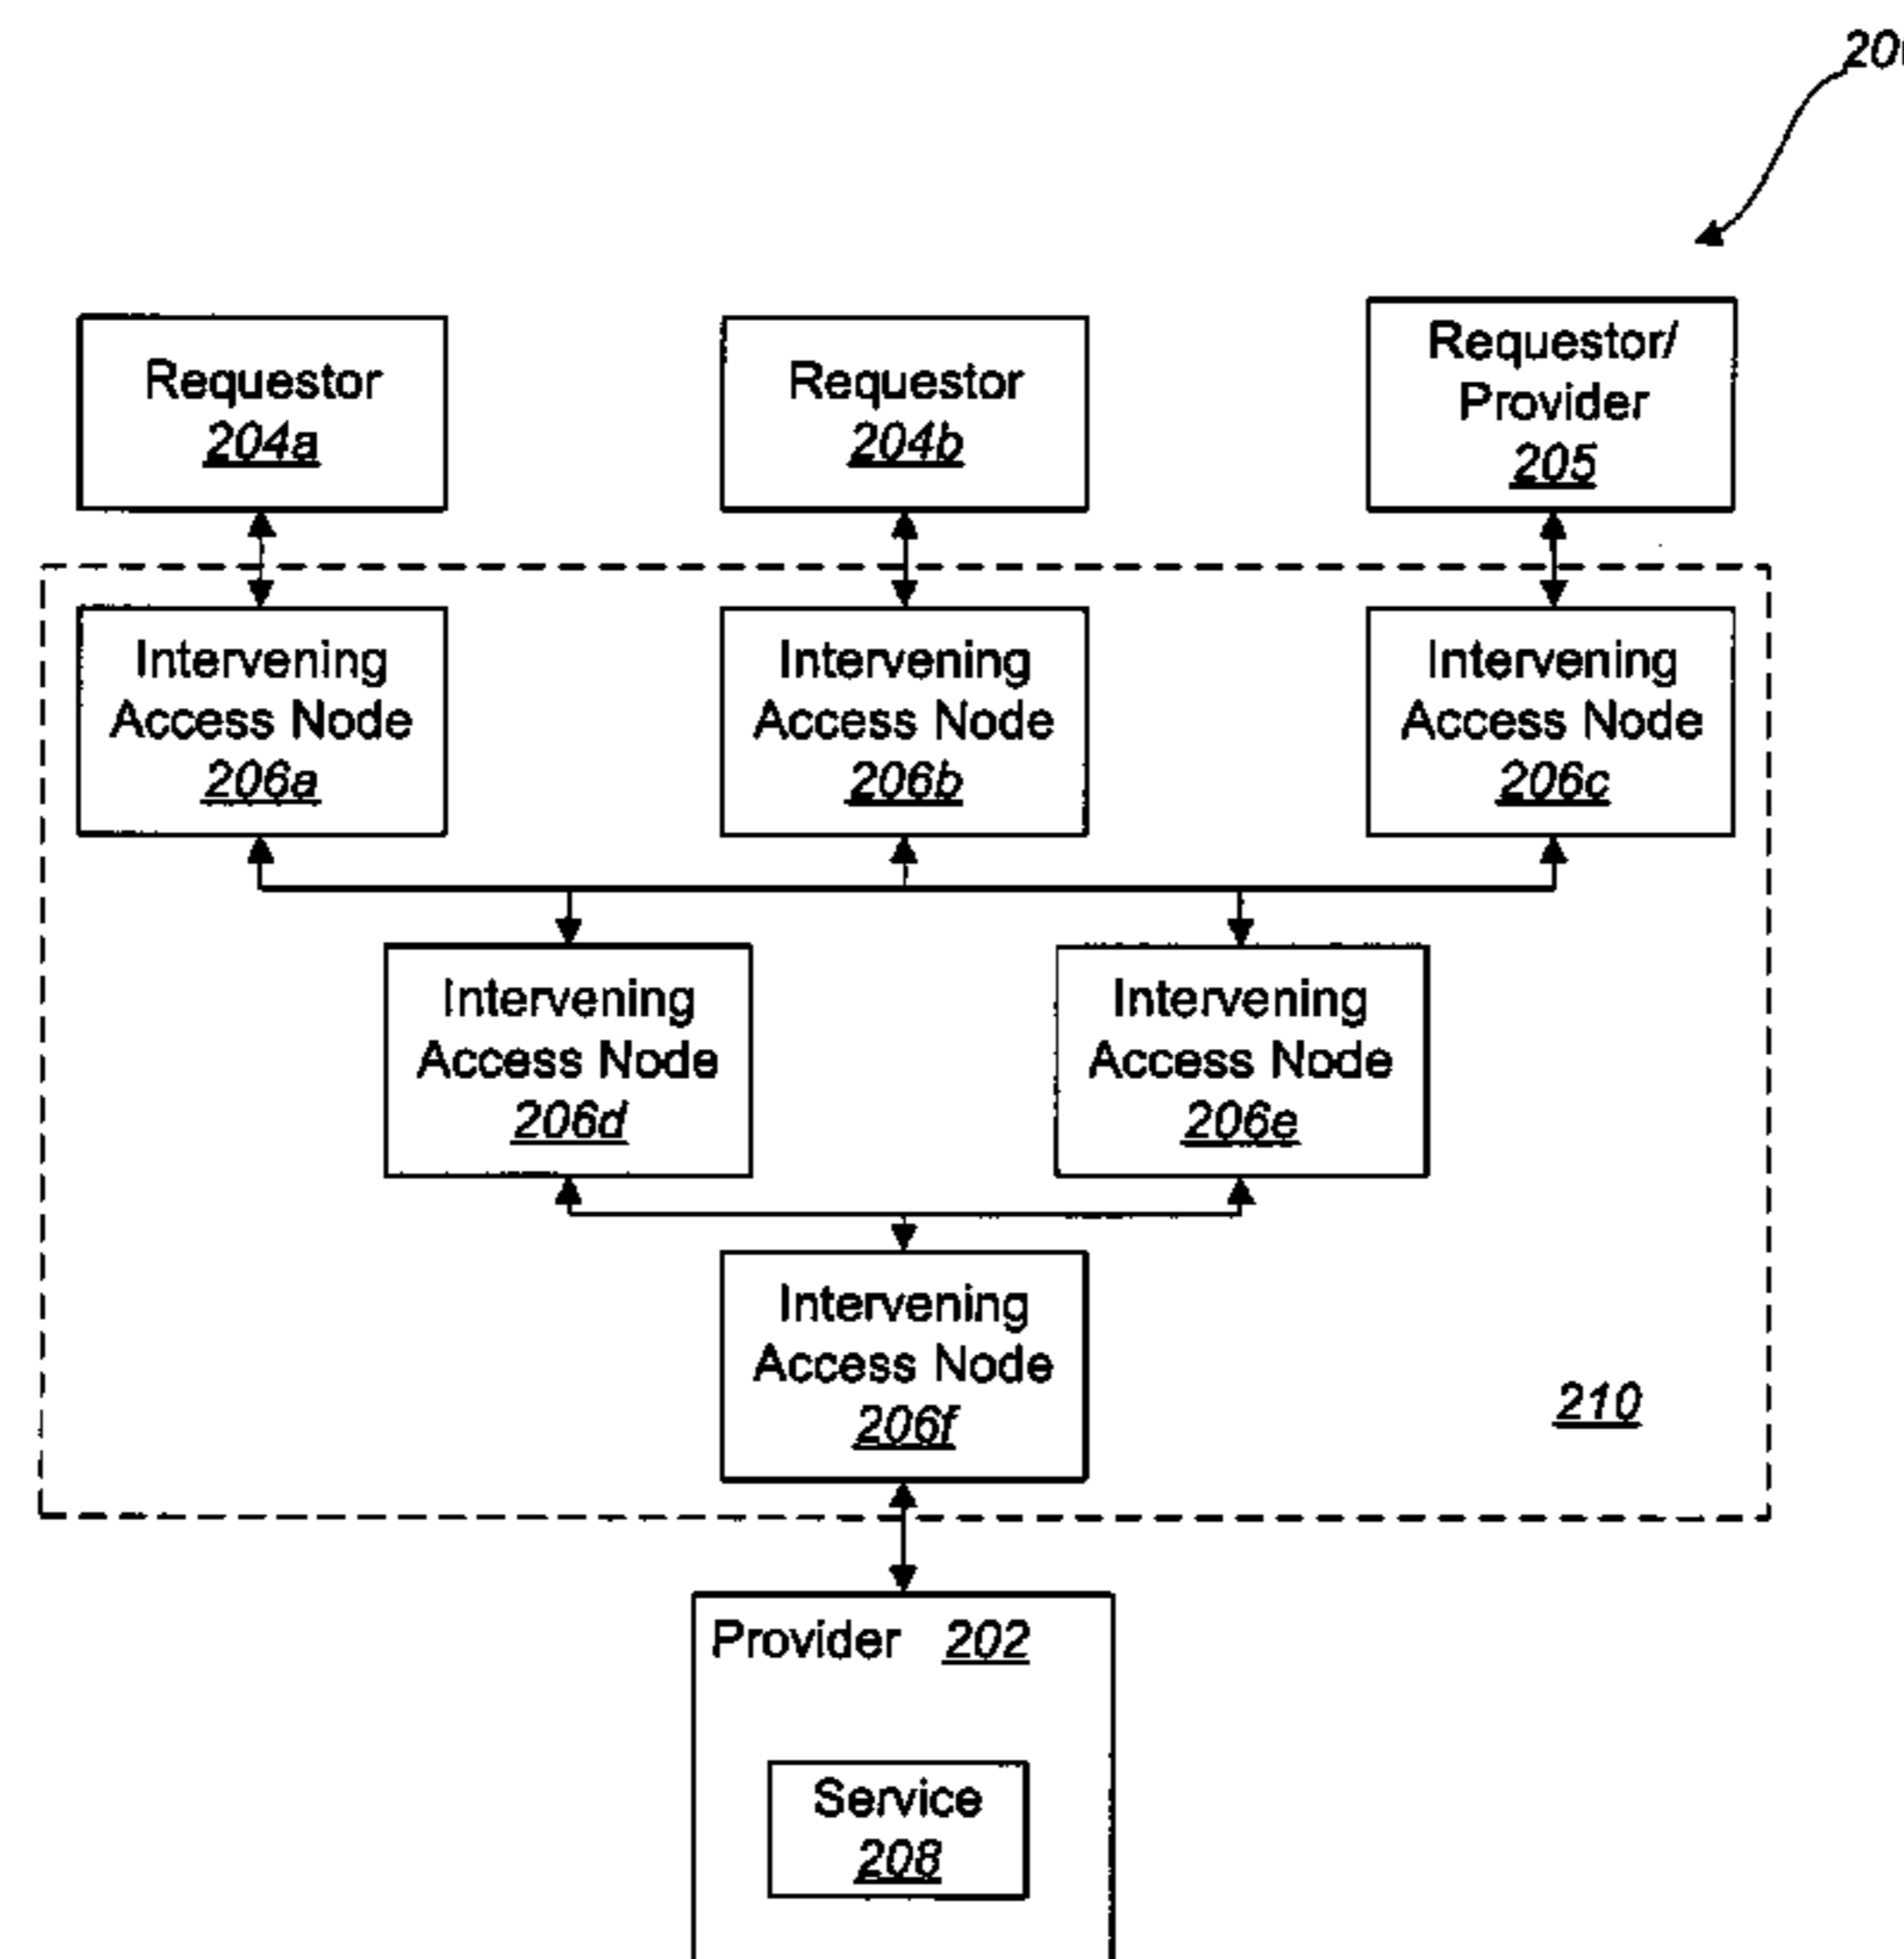 Requestor
204a
Requestor
204b
Requestor/
Provider
205
Intervening
Access Node
206a
Intervening
Access Node
206b
Intervening
Access Node
206c
Intervening
Access Node
206d
Intervening
Access Node
206e
Intervening
Access Node
206f
210
Provider 202
Service
208